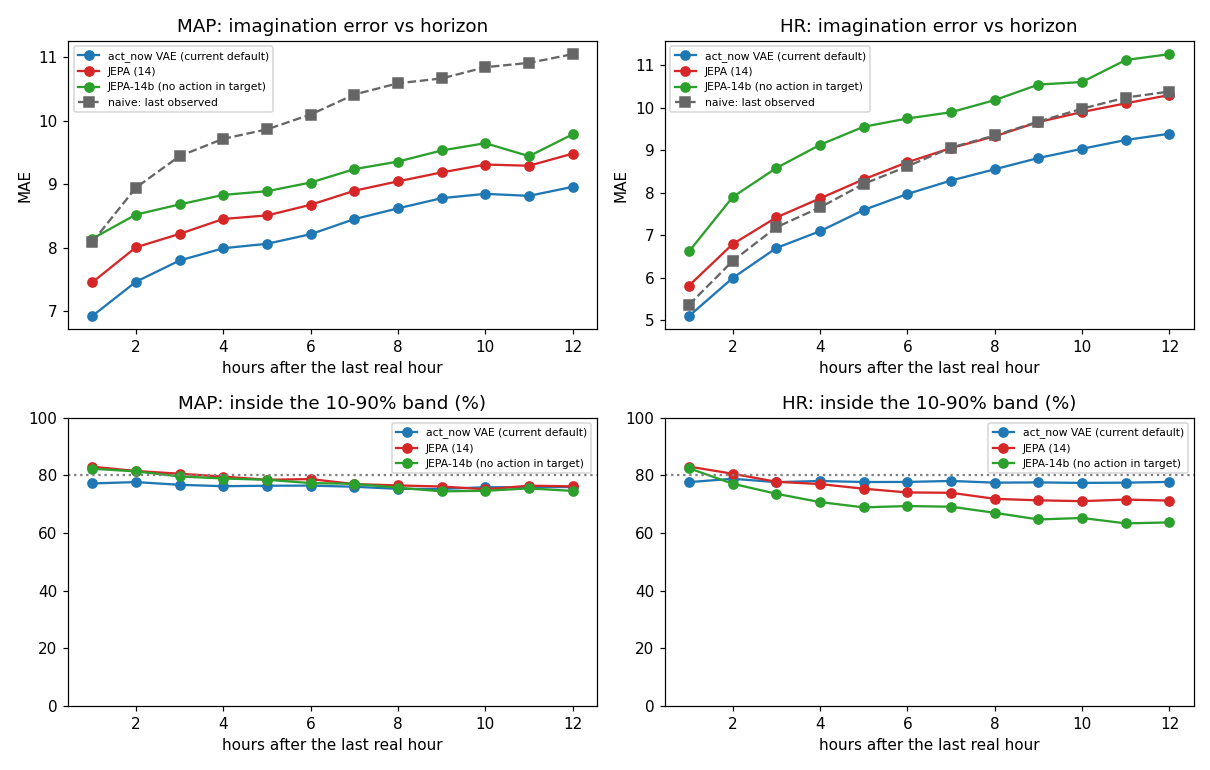 MAP: imagination error vs horizon
act_now VAE (current default)
JEPA (14)
JEPA-14b (no action in target)
naive: last observed
MAE
11
10
9
8
7
2 4 6 8 10 12
hours after the last real hour
HR: imagination error vs horizon
act_now VAE (current default)
JEPA (14)
JEPA-14b (no action in target)
naive: last observed
MAE
11
10
9
8
7
6
5
2 4 6 8 10 12
hours after the last real hour
MAP: inside the 10-90% band (%)
act_now VAE (current default)
JEPA (14)
JEPA-14b (no action in target)
100
80
60
40
20
0
2 4 6 8 10 12
hours after the last real hour
HR: inside the 10-90% band (%)
act_now VAE (current default)
JEPA (14)
JEPA-14b (no action in target)
100
80
60
40
20
0
2 4 6 8 10 12
hours after the last real hour